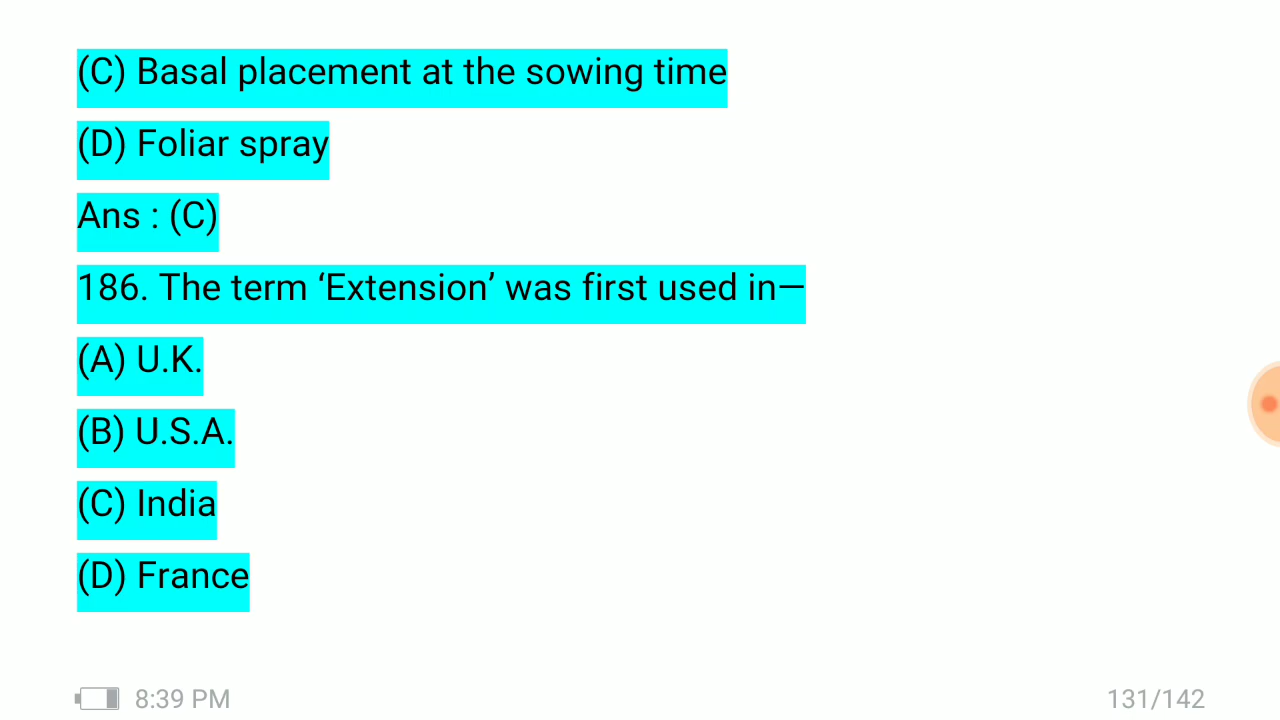 (C) Basal placement at the sowing time
(D) Foliar spray
Ans : (C)
186. The term ‘Extension’ was first used in—
(A) U.K.
(B) U.S.A.
(C) India
(D) France
8:39 PM
131/142